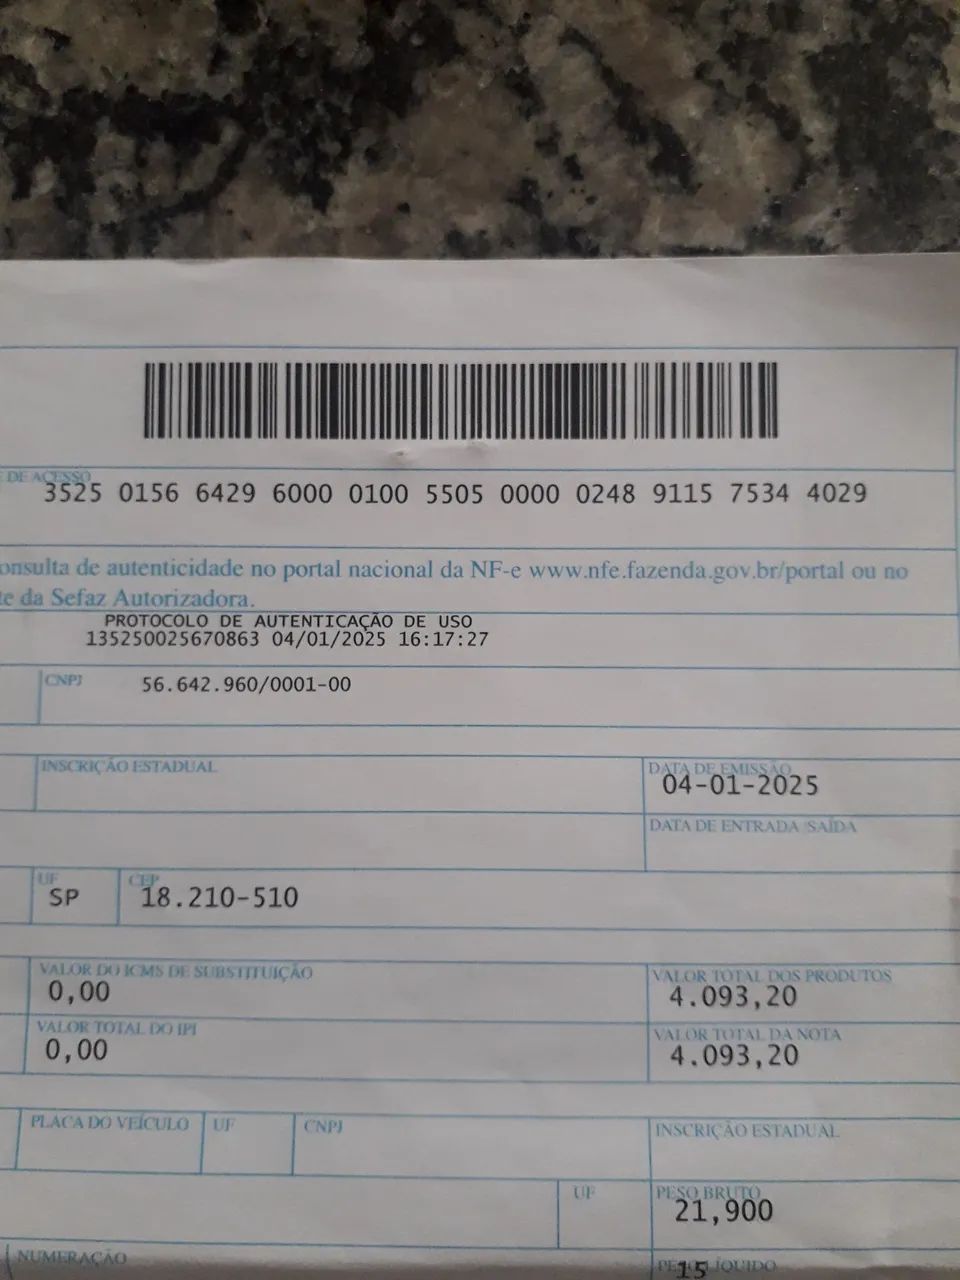 DE ACESSO
3525 0156 6429 6000 0100 5505 0000 0248 9115 7534 4029
onsulta de autenticidade no portal nacional da NF-e www.nfe.fazenda.gov.br/portal ou no
te da Sefaz Autorizadora.
PROTOCOLO DE AUTENTICAÇÃO DE USO
135250025670863 04/01/2025 16:17:27
CNPJ
56.642.960/0001-00
INSCRIÇÃO ESTADUAL
DATA DE EMISSÃO
04-01-2025
DATA DE ENTRADA/SAÍDA
UF
SP
CEP
18.210-510
VALOR DO ICMS DE SUBSTITUIÇÃO
0,00
VALOR TOTAL DOS PRODUTOS
4.093,20
VALOR TOTAL DO IPI
0,00
VALOR TOTAL DA NOTA
4.093,20
PLACA DO VEÍCULO
UF
CNPJ
INSCRIÇÃO ESTADUAL
UF
PESO BRUTO
21,900
NUMERAÇÃO
PESO LÍQUIDO
15